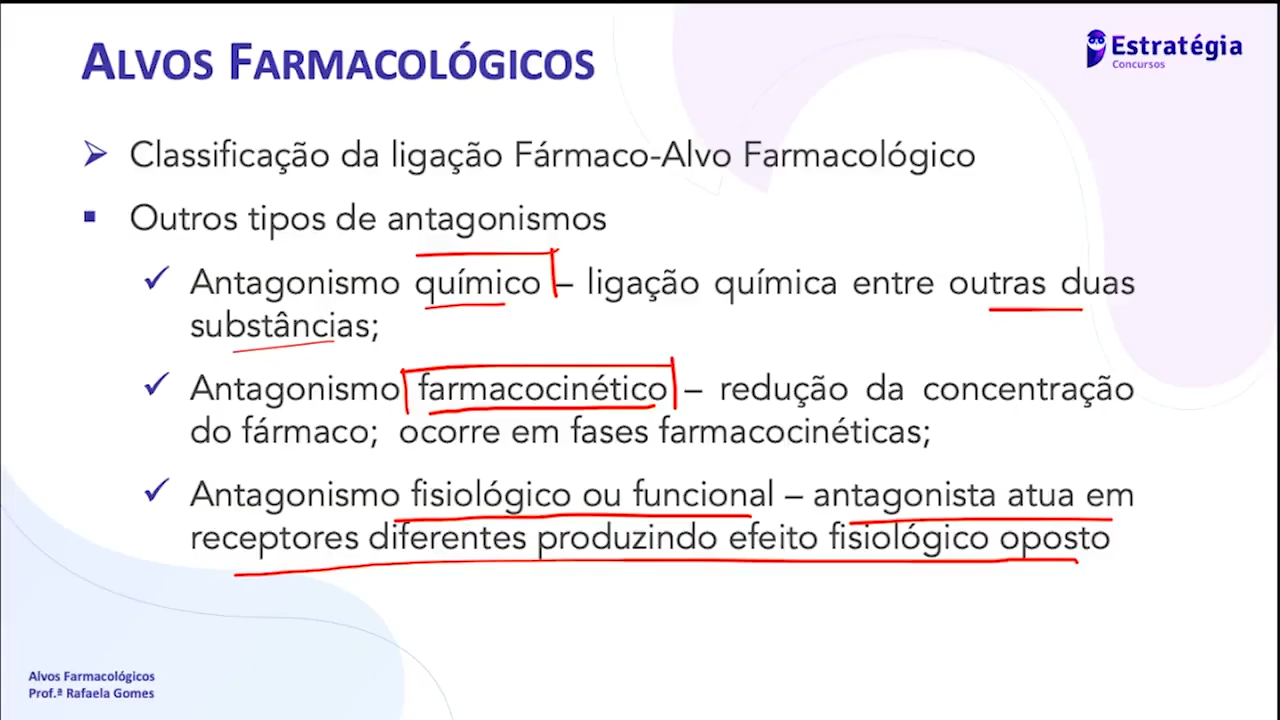 ALVOS FARMACOLÓGICOS
Estratégia
Concursos
Classificação da ligação Fármaco-Alvo Farmacológico
Outros tipos de antagonismos
Antagonismo químico – ligação química entre outras duas
substâncias;
Antagonismo farmacocinético – redução da concentração
do fármaco; ocorre em fases farmacocinéticas;
Antagonismo fisiológico ou funcional – antagonista atua em
receptores diferentes produzindo efeito fisiológico oposto
Alvos Farmacológicos
Prof.ª Rafaela Gomes